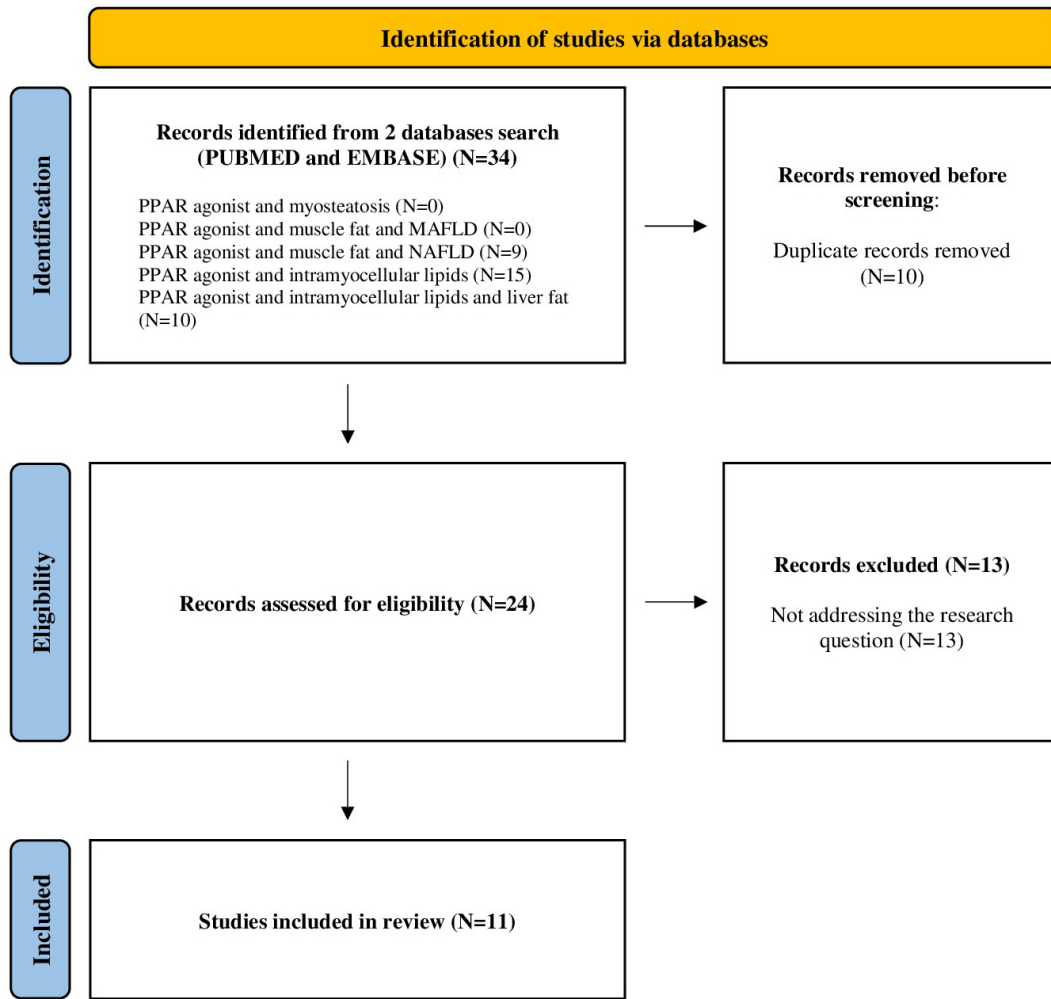 Identification of studies via databases
Identification
Records identified from 2 databases search
(PUBMED and EMBASE) (N=34)
PPAR agonist and myosteatosis (N=0)
PPAR agonist and muscle fat and MAFLD (N=0)
PPAR agonist and muscle fat and NAFLD (N=9)
PPAR agonist and intramyocellular lipids (N=15)
PPAR agonist and intramyocellular lipids and liver fat
(N=10)
Records removed before
screening:
Duplicate records removed
(N=10)
Eligibility
Records assessed for eligibility (N=24)
Records excluded (N=13)
Not addressing the research
question (N=13)
Included
Studies included in review (N=11)